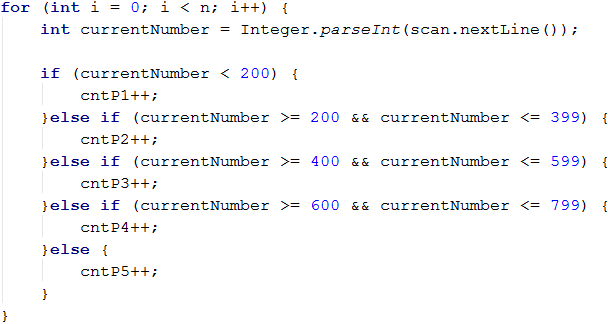 for (int i = 0; i < n; i++) {
    int currentNumber = Integer.parseInt(scan.nextLine());

    if (currentNumber < 200) {
        cntP1++;
    }else if (currentNumber >= 200 && currentNumber <= 399) {
        cntP2++;
    }else if (currentNumber >= 400 && currentNumber <= 599) {
        cntP3++;
    }else if (currentNumber >= 600 && currentNumber <= 799) {
        cntP4++;
    }else {
        cntP5++;
    }
}